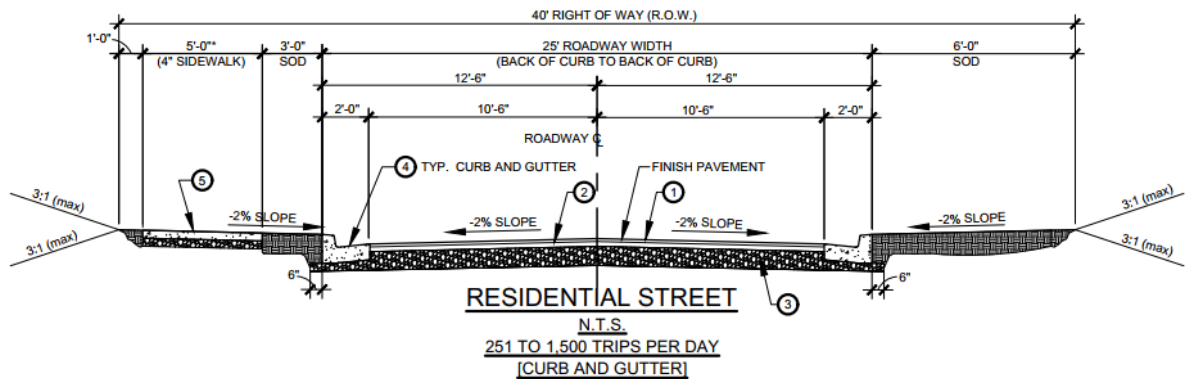 40' RIGHT OF WAY (R.O.W.)
1'-0" 5'-0"* 3'-0" 25' ROADWAY WIDTH 6'-0"
(4" SIDEWALK) SOD (BACK OF CURB TO BACK OF CURB) SOD
12'-6" 12'-6"
2'-0" 10'-6" 10'-6" 2'-0"
ROADWAY ℄
4 TYP. CURB AND GUTTER FINISH PAVEMENT
5 2 1
3:1 (max) -2% SLOPE -2% SLOPE -2% SLOPE -2% SLOPE 3:1 (max)
3:1 (max) 3:1 (max)
6" 6"
3
RESIDENTIAL STREET
N.T.S.
251 TO 1,500 TRIPS PER DAY
[CURB AND GUTTER]